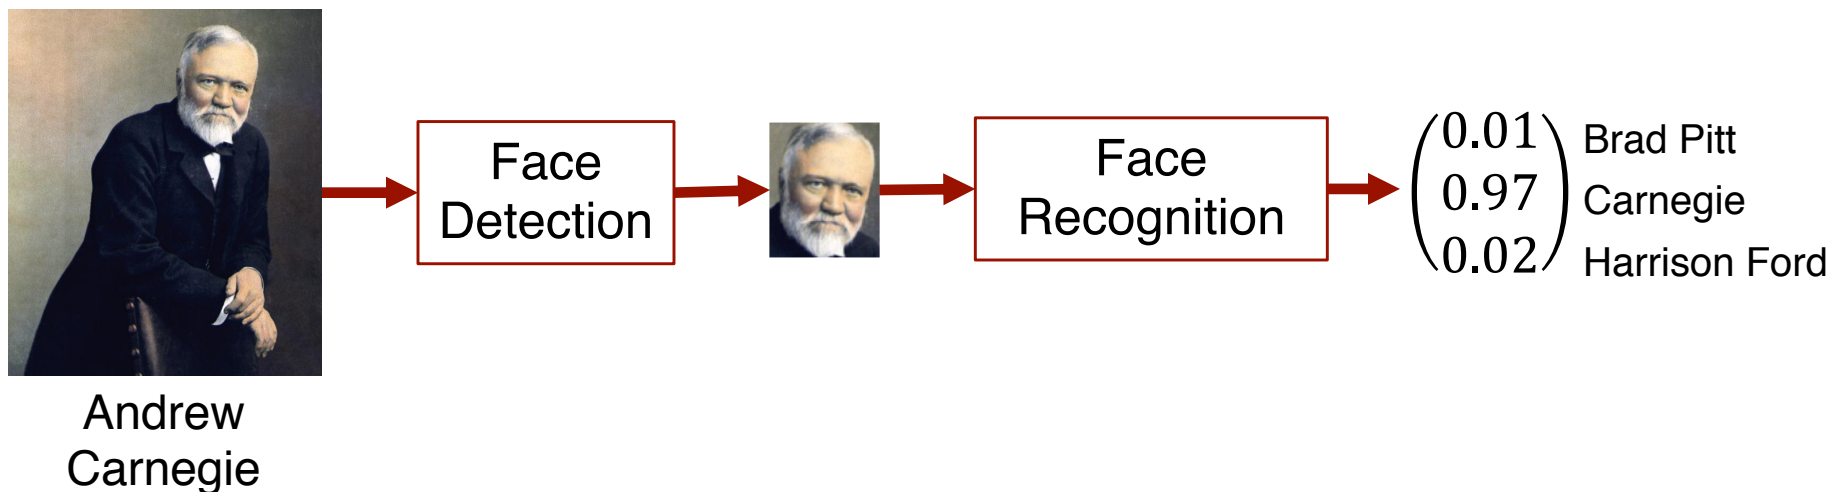 Andrew
Carnegie
Face
Detection
Face
Recognition
0.01 Brad Pitt
0.97 Carnegie
0.02 Harrison Ford